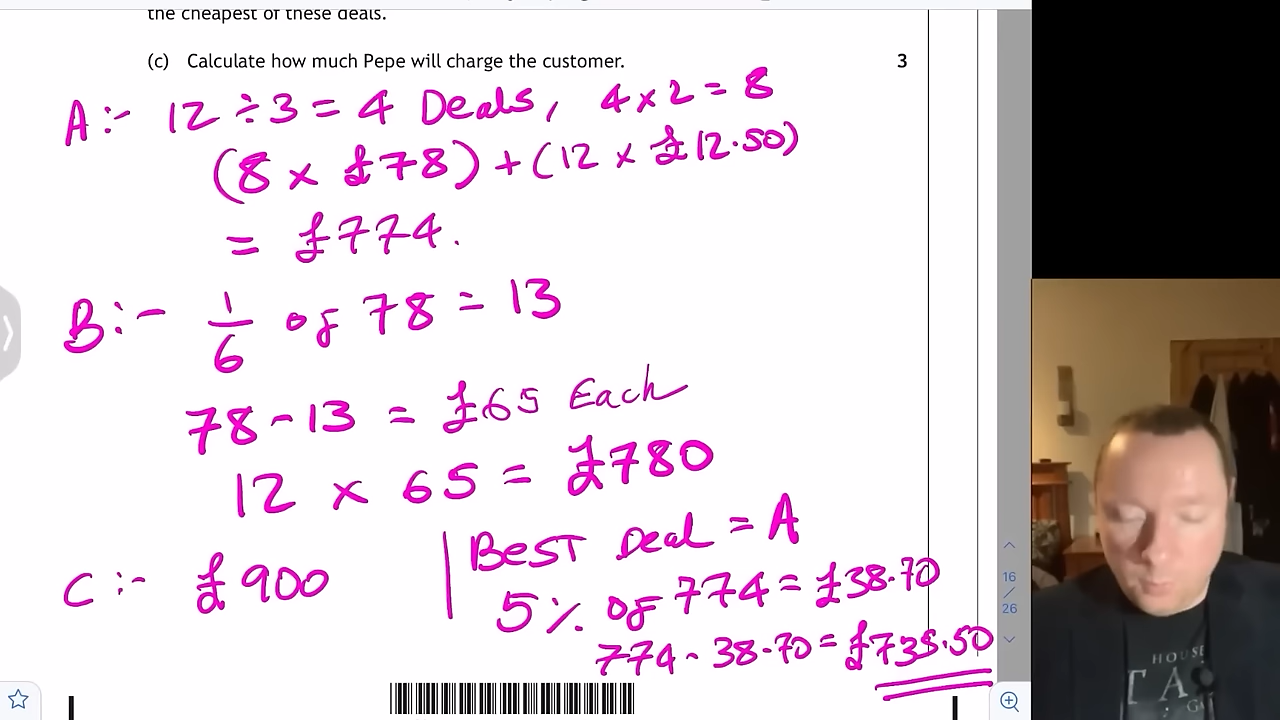 the cheapest of these deals.
(c) Calculate how much Pepe will charge the customer. 3
A:- 12 ÷ 3 = 4 Deals, 4 x 2 = 8
(8 x £78) + (12 x £12.50)
= £774.
B:- 1/6 of 78 = 13
78 - 13 = £65 Each
12 x 65 = £780
C:- £900
BEST Deal = A
5% of 774 = £38.70
774 - 38.70 = £735.50
16
/
26
HOUSE